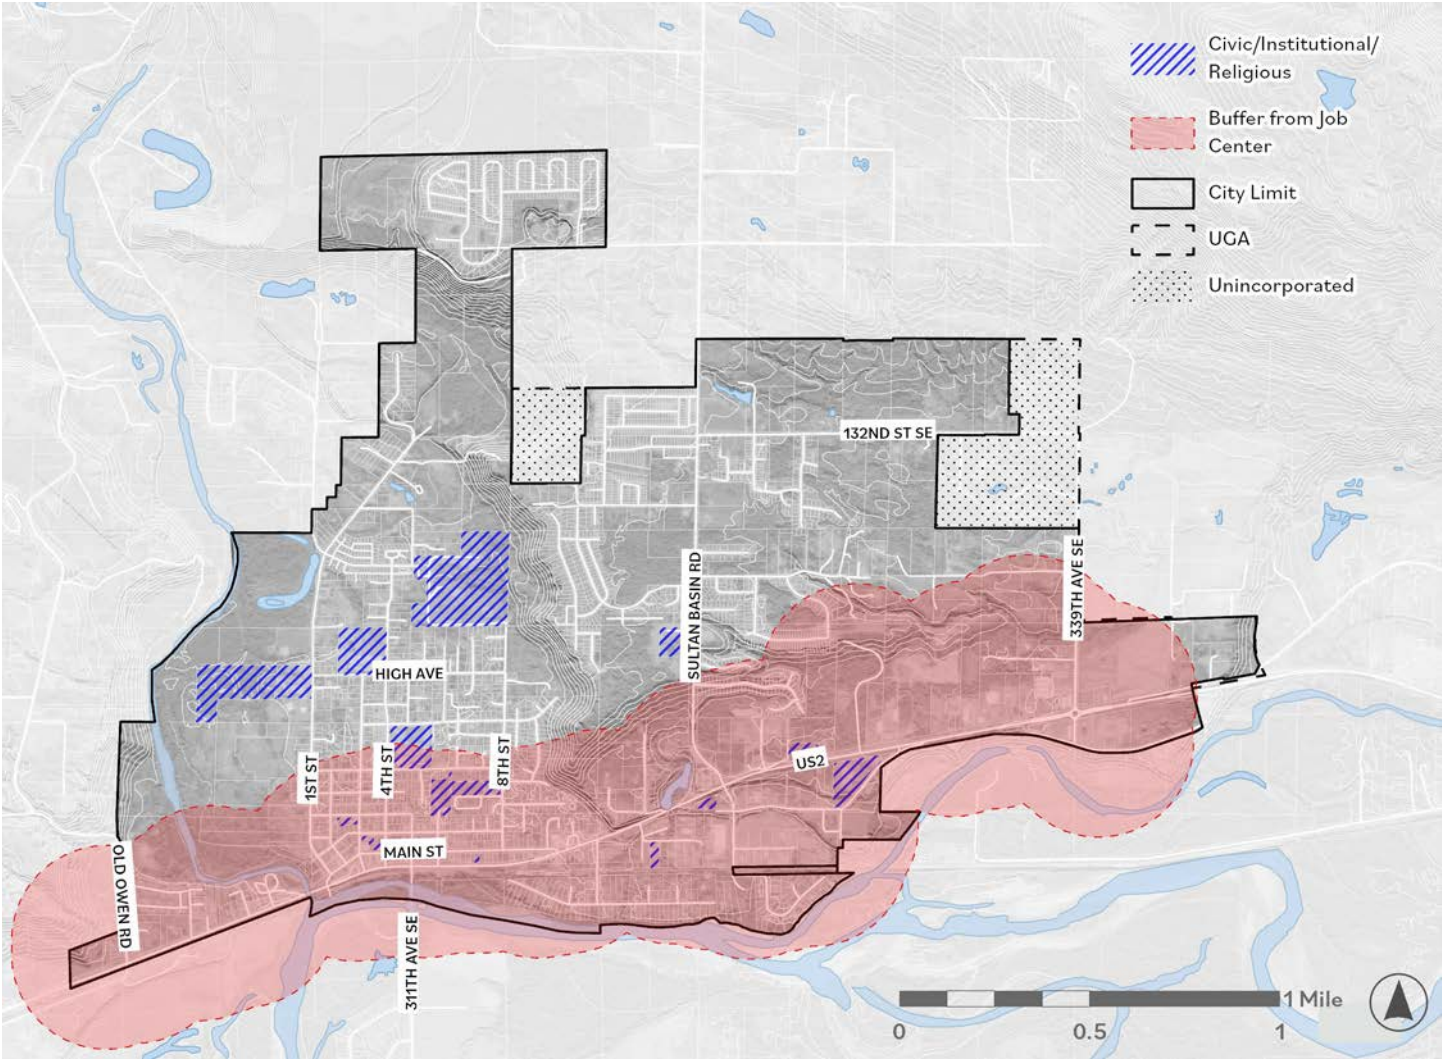 Civic/Institutional/
Religious
Buffer from Job
Center
City Limit
UGA
Unincorporated
132ND ST SE
SULTAN BASIN RD
339TH AVE SE
HIGH AVE
1ST ST
4TH ST
8TH ST
US2
MAIN ST
OLD OWEN RD
311TH AVE SE
1 Mile
0
0.5
1